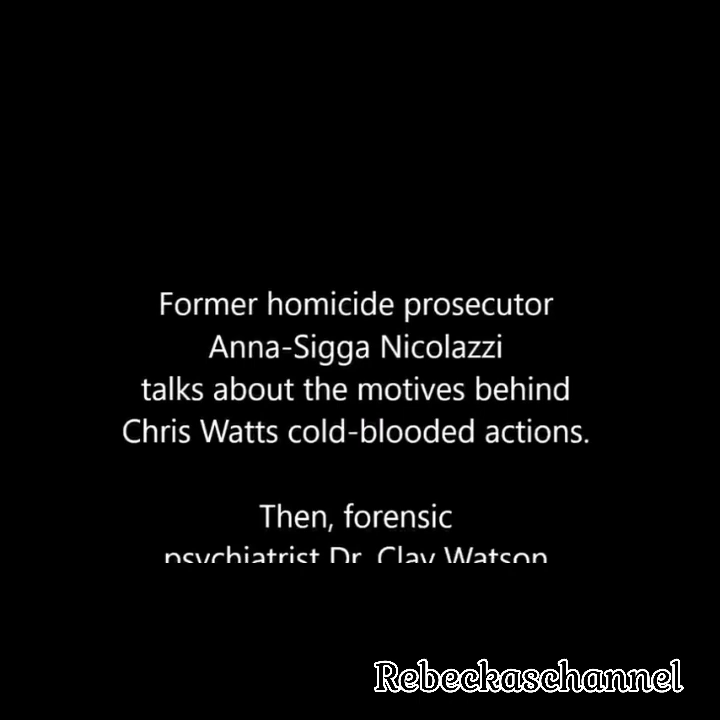 Former homicide prosecutor
Anna-Sigga Nicolazzi
talks about the motives behind
Chris Watts cold-blooded actions.
Then, forensic
psychiatrist Dr. Clay Watson
Rebeckaschannel